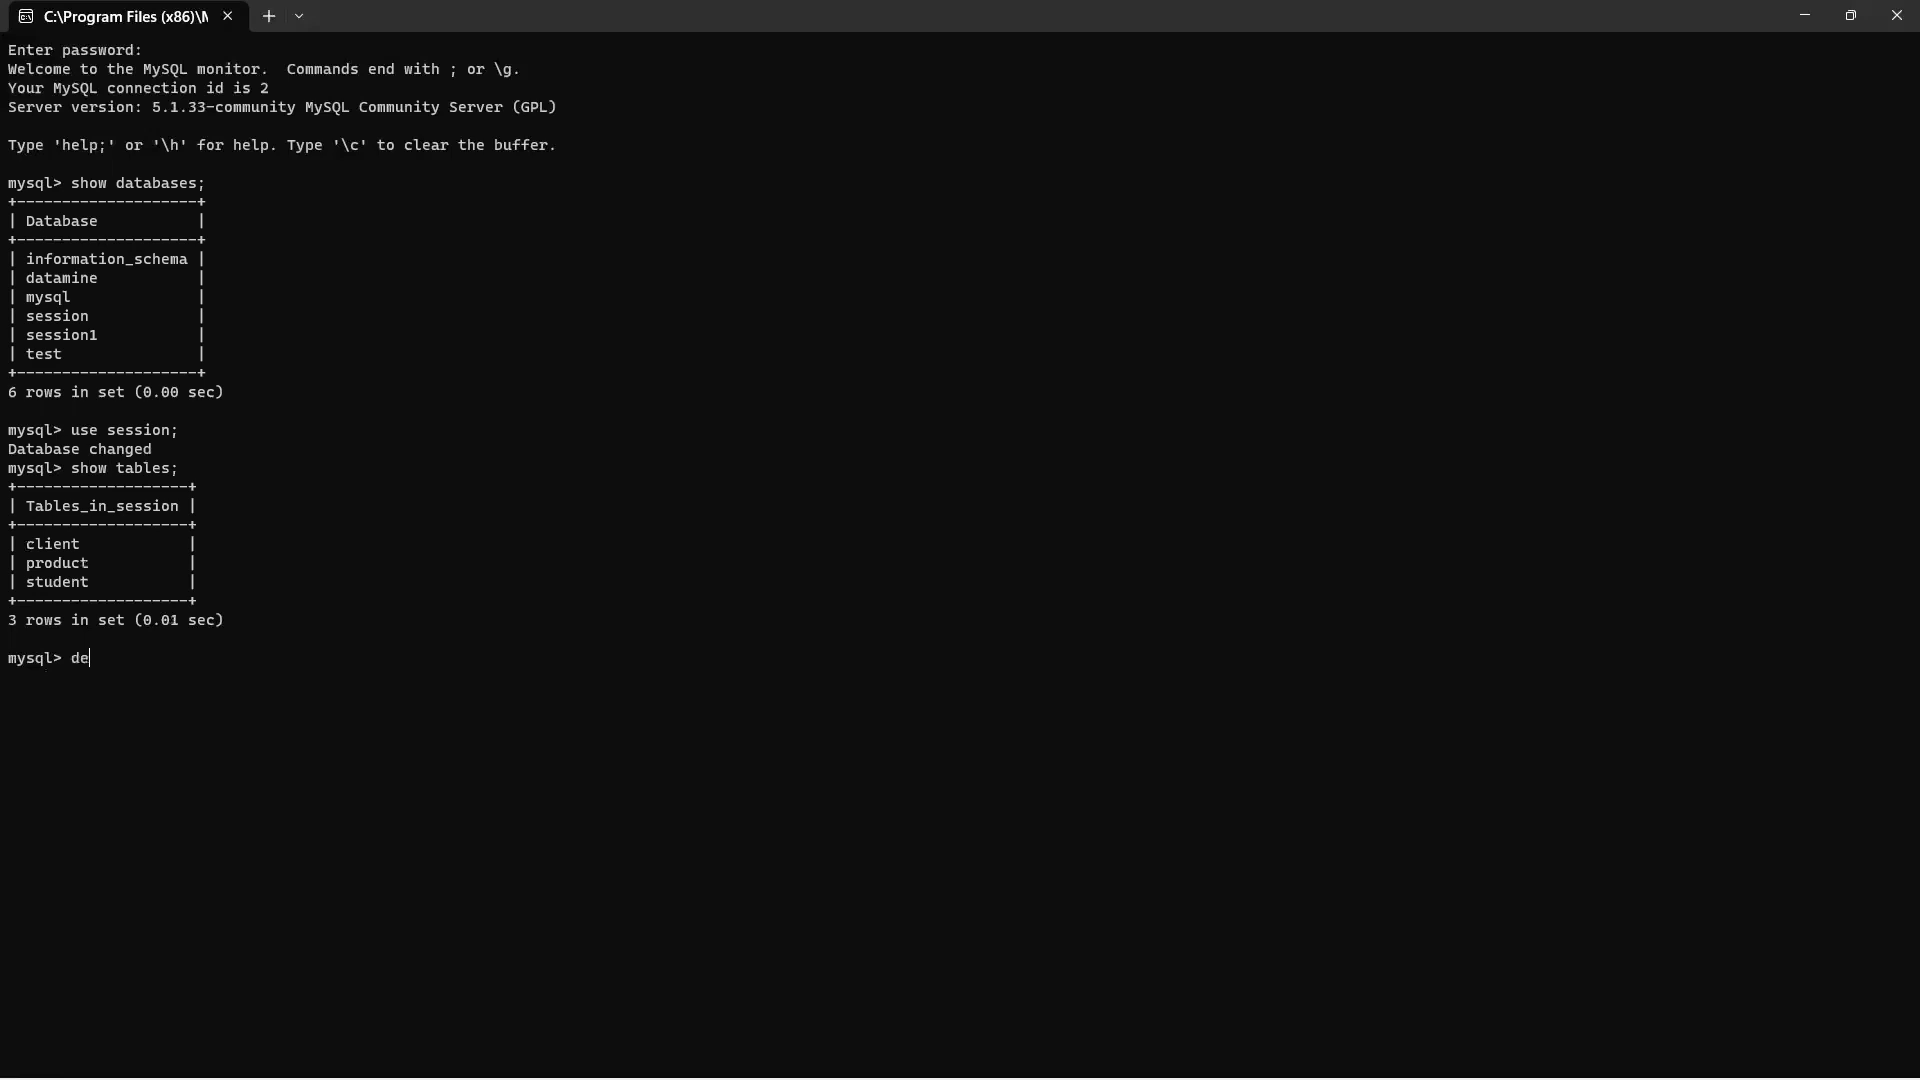 C:\Program Files (x86)\M
Enter password:
Welcome to the MySQL monitor.  Commands end with ; or \g.
Your MySQL connection id is 2
Server version: 5.1.33-community MySQL Community Server (GPL)
Type 'help;' or '\h' for help. Type '\c' to clear the buffer.
mysql> show databases;
+--------------------+
| Database           |
+--------------------+
| information_schema |
| datamine           |
| mysql              |
| session            |
| session1           |
| test               |
+--------------------+
6 rows in set (0.00 sec)
mysql> use session;
Database changed
mysql> show tables;
+-------------------+
| Tables_in_session |
+-------------------+
| client            |
| product           |
| student           |
+-------------------+
3 rows in set (0.01 sec)
mysql> de